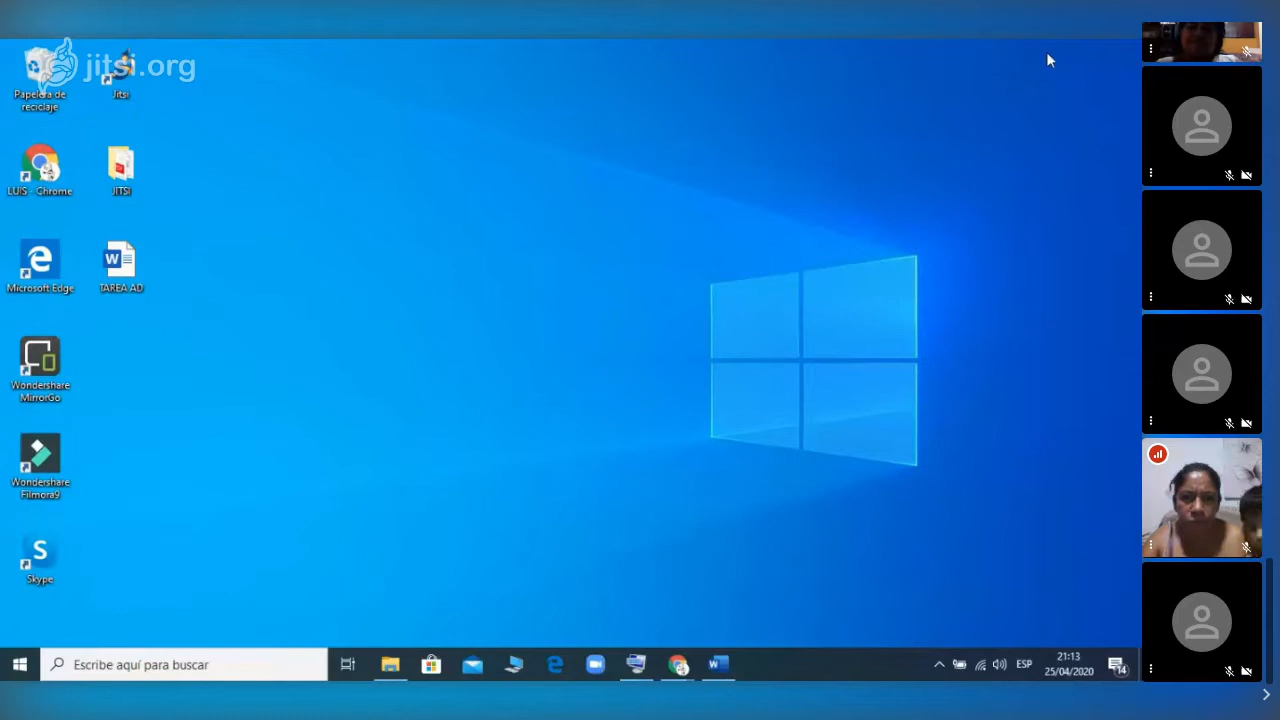 jitsi.org
Papelera de
reciclaje
Jitsi
LUIS - Chrome
JITSI
Microsoft Edge
TAREA AD
Wondershare
MirrorGo
Wondershare
Filmora9
Skype
Escribe aquí para buscar
ESP
21:13
25/04/2020
14